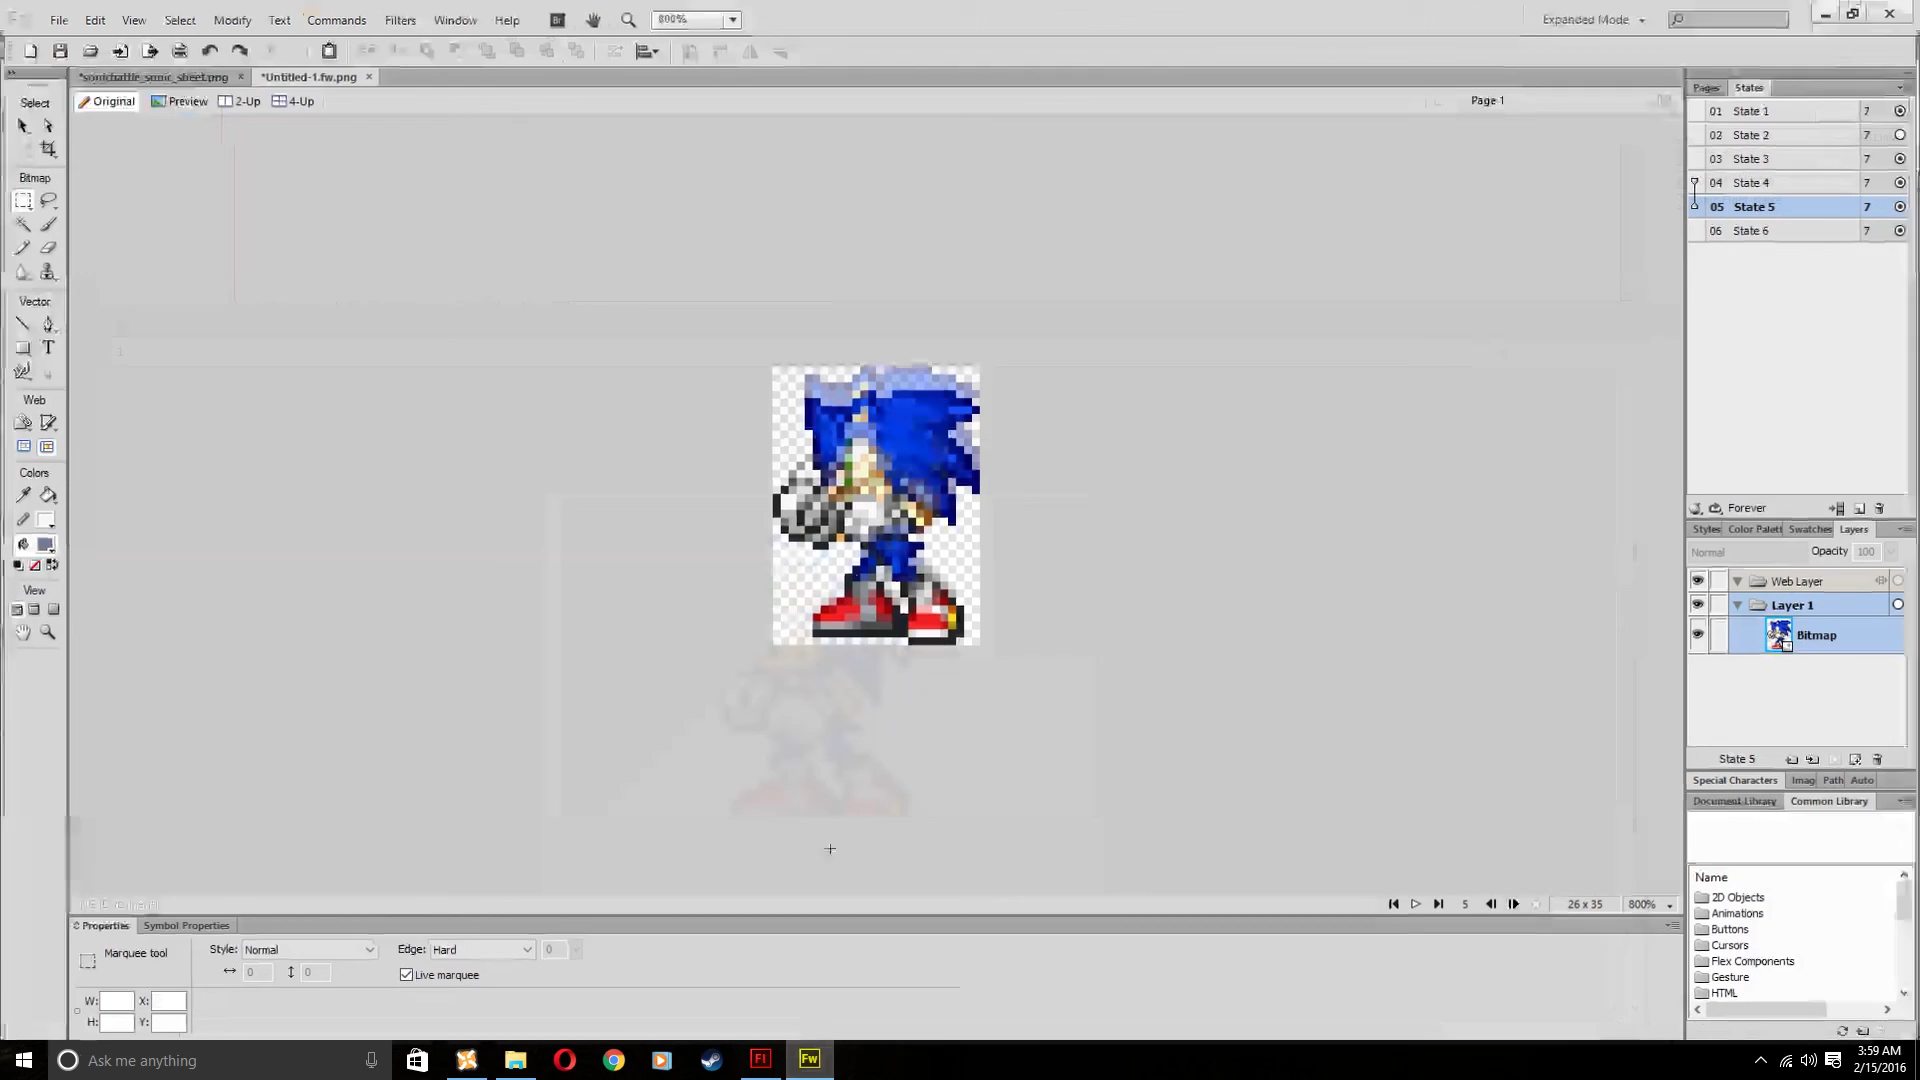 File Edit View Select Modify Text Commands Filters Window Help Br 800% Expanded Mode
*sonicbattle_sonic_sheet.png × *Untitled-1.fw.png ×
Original Preview 2-Up 4-Up Page 1
Select
Bitmap
Vector
T
Web
Colors
View
Pages States
01 State 1 7
02 State 2 7
03 State 3 7
04 State 4 7
05 State 5 7
06 State 6 7
Forever
Styles Color Palett Swatches Layers
Normal Opacity 100
Web Layer
Layer 1
Bitmap
State 5
Special Characters Imag Path Auto
Document Library Common Library
Name
2D Objects
Animations
Buttons
Cursors
Flex Components
Gesture
HTML
5 26 x 35 800%
Properties Symbol Properties
Marquee tool Style: Normal Edge: Hard 0
0 0 Live marquee
W: X:
H: Y:
Ask me anything Fl Fw 3:59 AM
2/15/2016